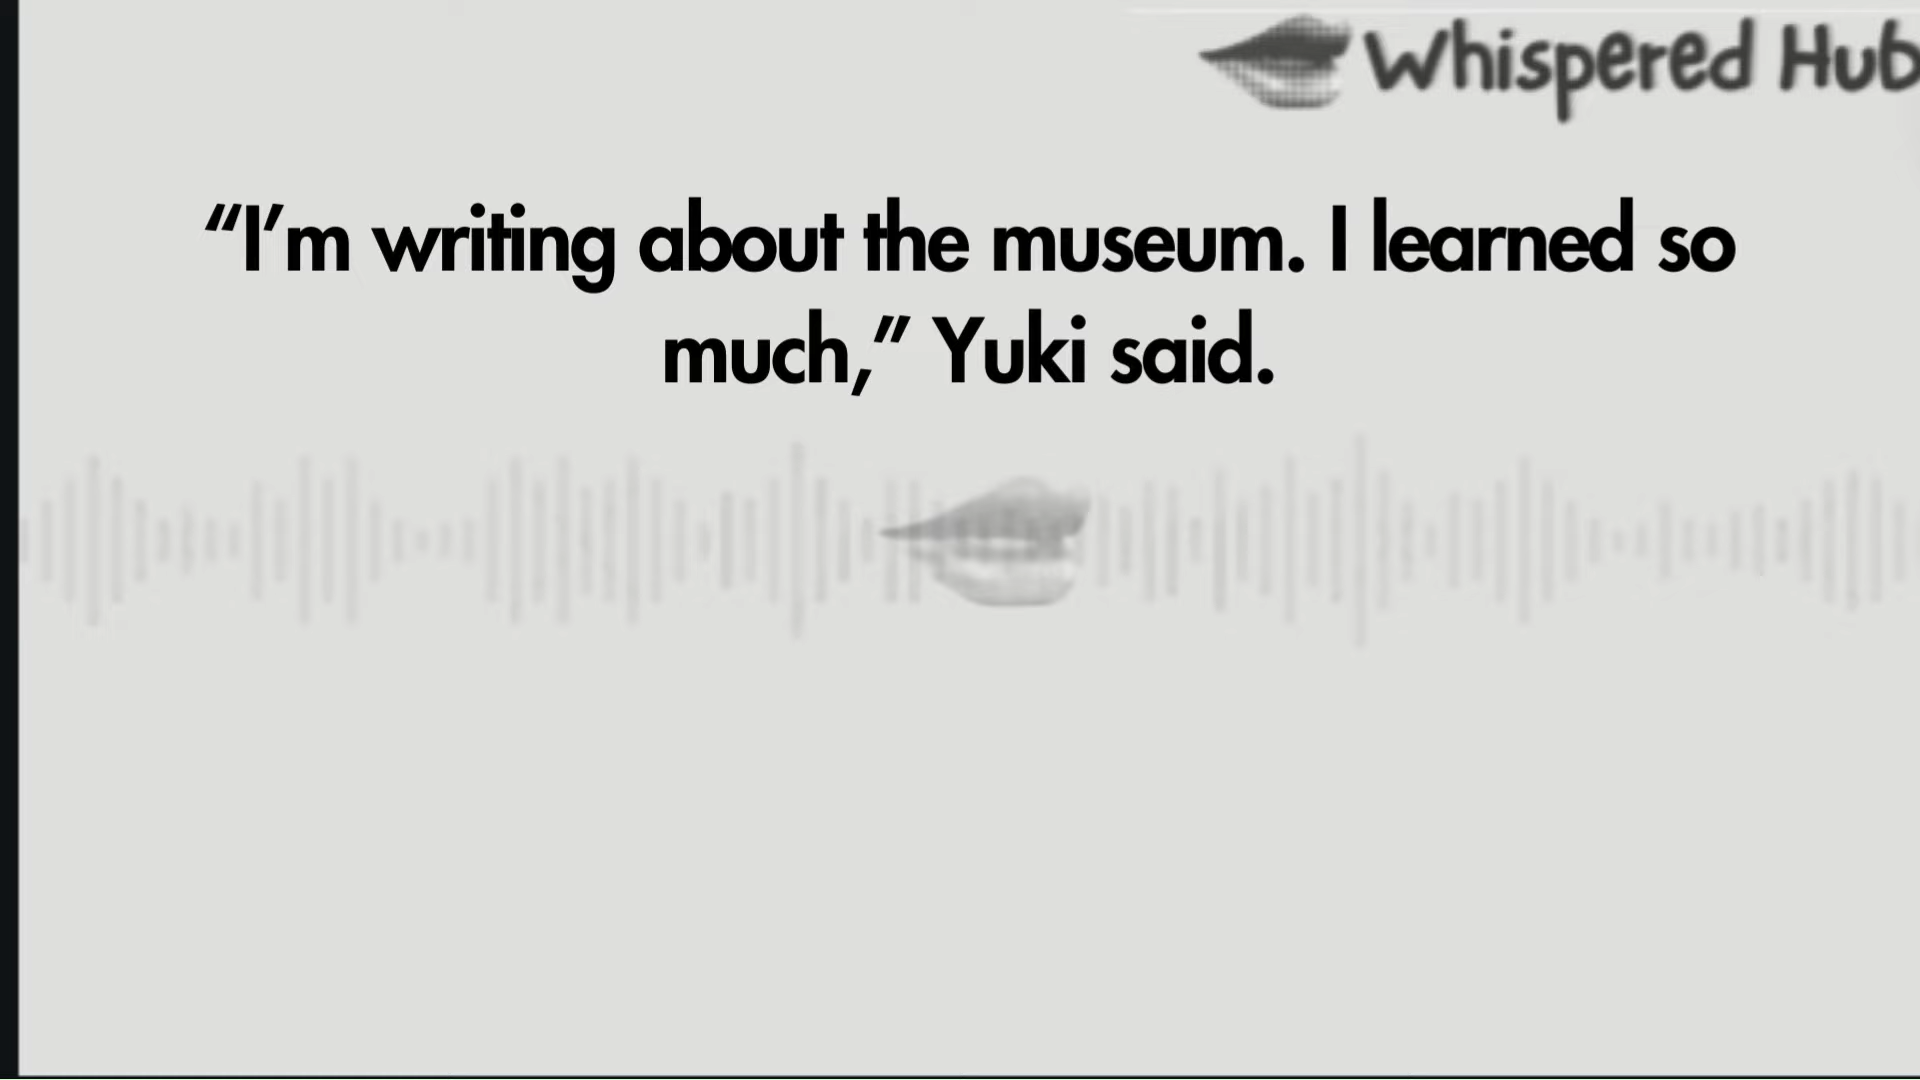 Whispered Hub
“I’m writing about the museum. I learned so
much,” Yuki said.